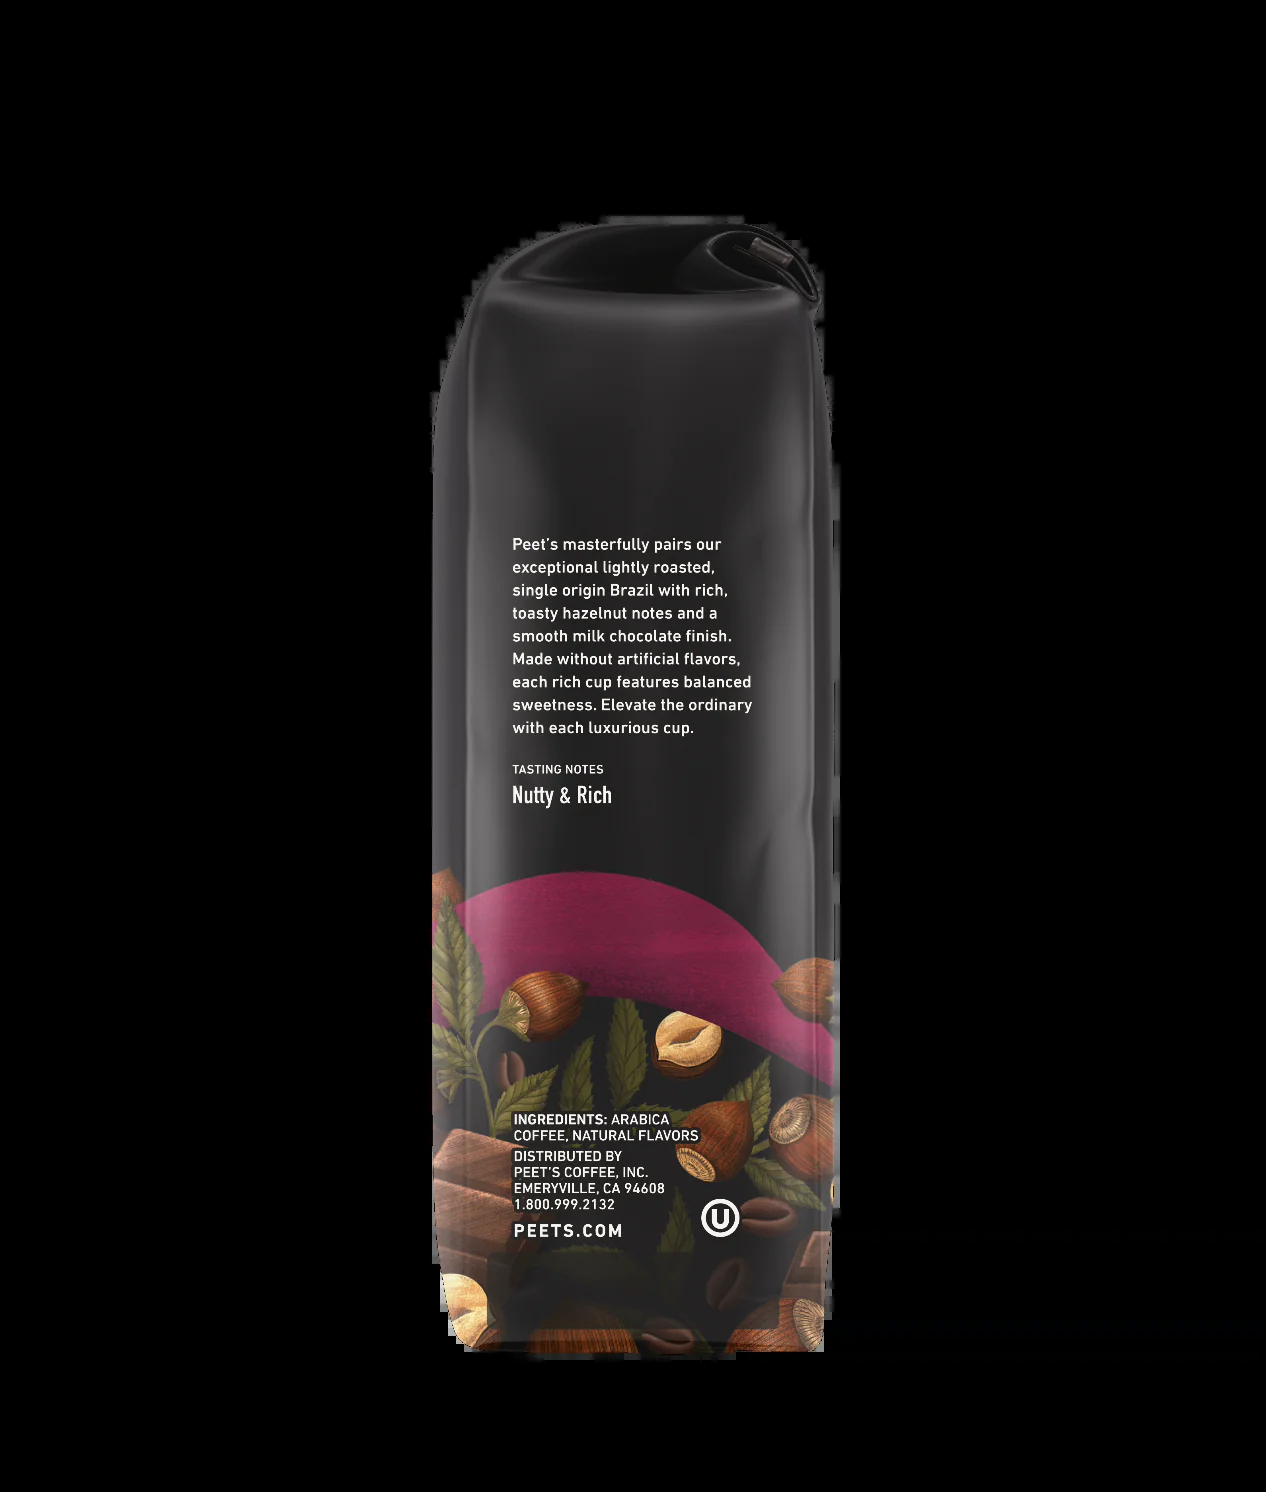 Peet’s masterfully pairs our
exceptional lightly roasted,
single origin Brazil with rich,
toasty hazelnut notes and a
smooth milk chocolate finish.
Made without artificial flavors,
each rich cup features balanced
sweetness. Elevate the ordinary
with each luxurious cup.
TASTING NOTES
Nutty & Rich
INGREDIENTS: ARABICA
COFFEE, NATURAL FLAVORS
DISTRIBUTED BY
PEET’S COFFEE, INC.
EMERYVILLE, CA 94608
1.800.999.2132
PEETS.COM
U